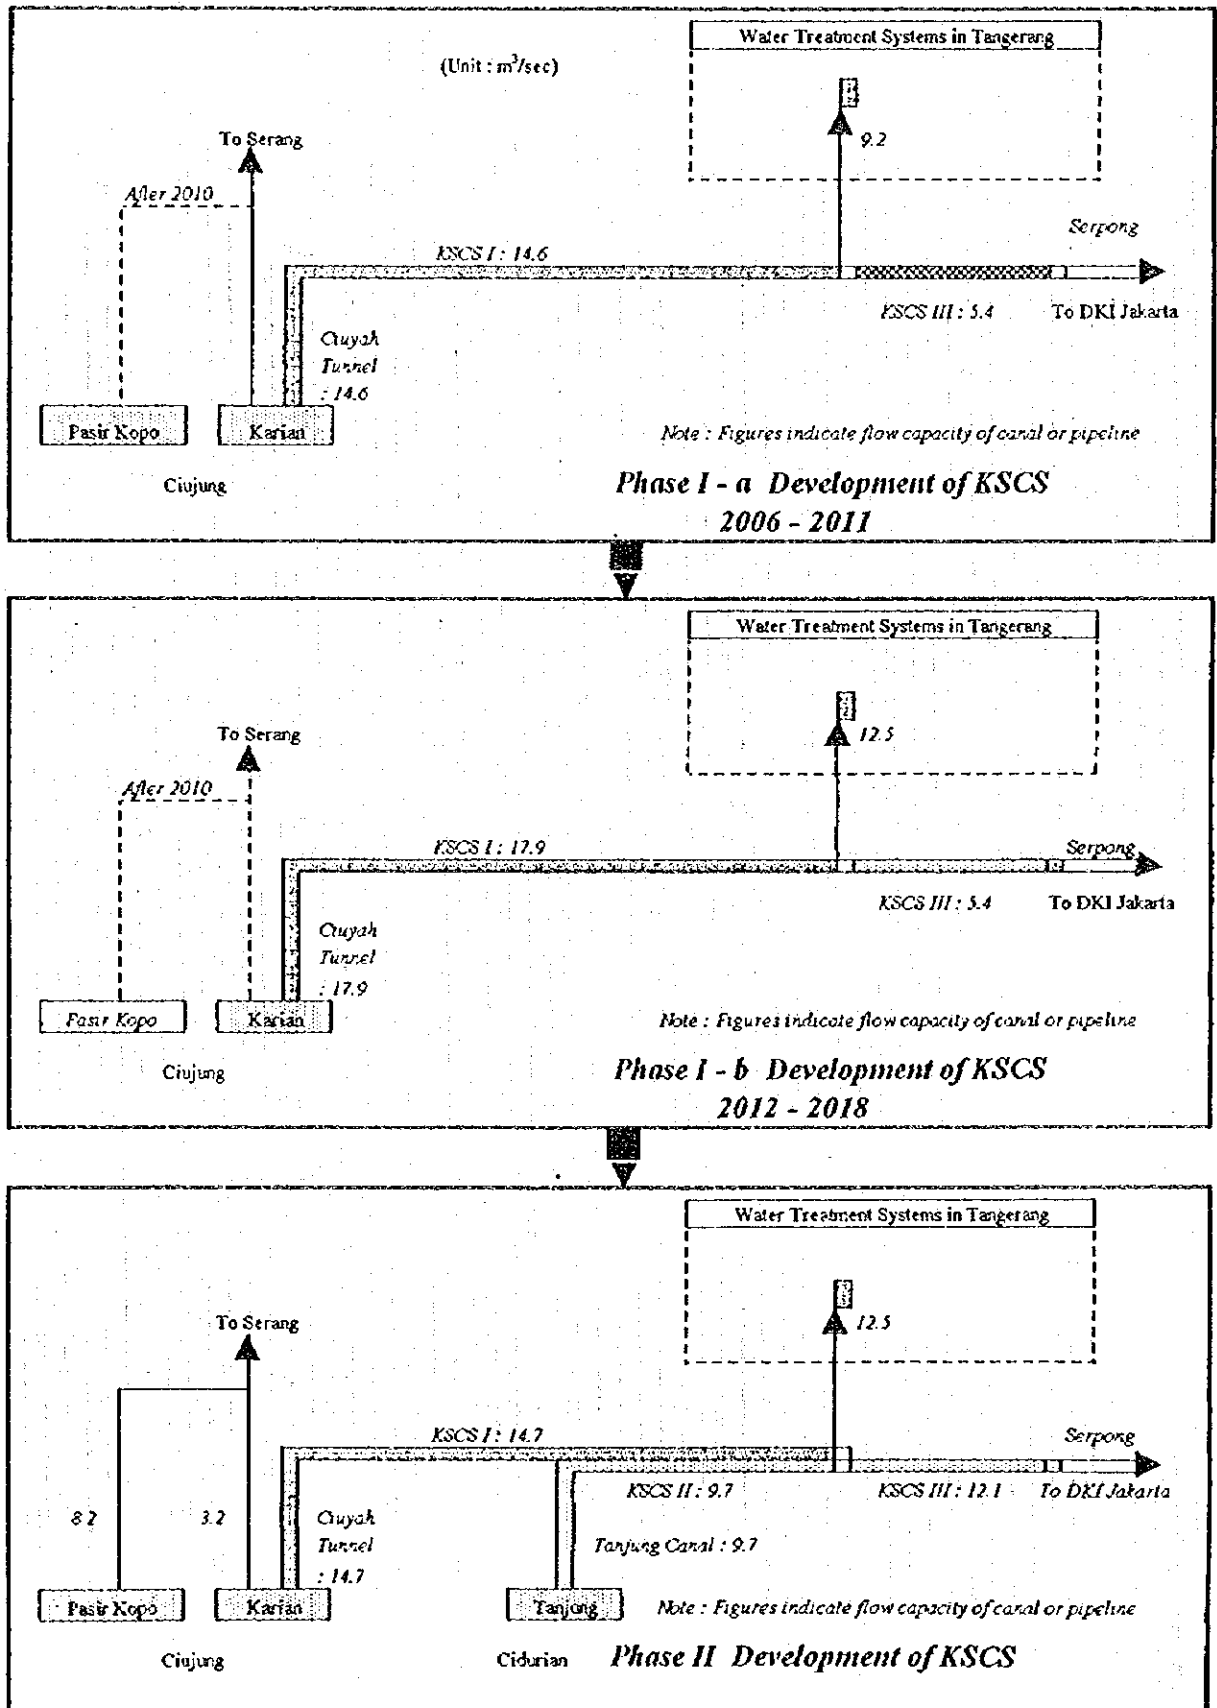 Water Treatment Systems in Tangerang
(Unit : m³/sec)
9.2
To Serang
After 2010
Serpong
KSCS I : 14.6
KSCS III : 5.4
To DKI Jakarta
Ciuyah
Tunnel
: 14.6
Pasir Kopo
Karian
Note : Figures indicate flow capacity of canal or pipeline
Ciujung
Phase I - a Development of KSCS
2006 - 2011
Water Treatment Systems in Tangerang
12.5
To Serang
After 2010
KSCS I : 17.9
Serpong
KSCS III : 5.4
To DKI Jakarta
Ciuyah
Tunnel
: 17.9
Pasir Kopo
Karian
Note : Figures indicate flow capacity of canal or pipeline
Ciujung
Phase I - b Development of KSCS
2012 - 2018
Water Treatment Systems in Tangerang
12.5
To Serang
KSCS I : 14.7
Serpong
KSCS II : 9.7
KSCS III : 12.1
To DKI Jakarta
8.2
3.2
Ciuyah
Tunnel
: 14.7
Tanjung Canal : 9.7
Pasir Kopo
Karian
Tanjung
Note : Figures indicate flow capacity of canal or pipeline
Ciujung
Cidurian
Phase II Development of KSCS